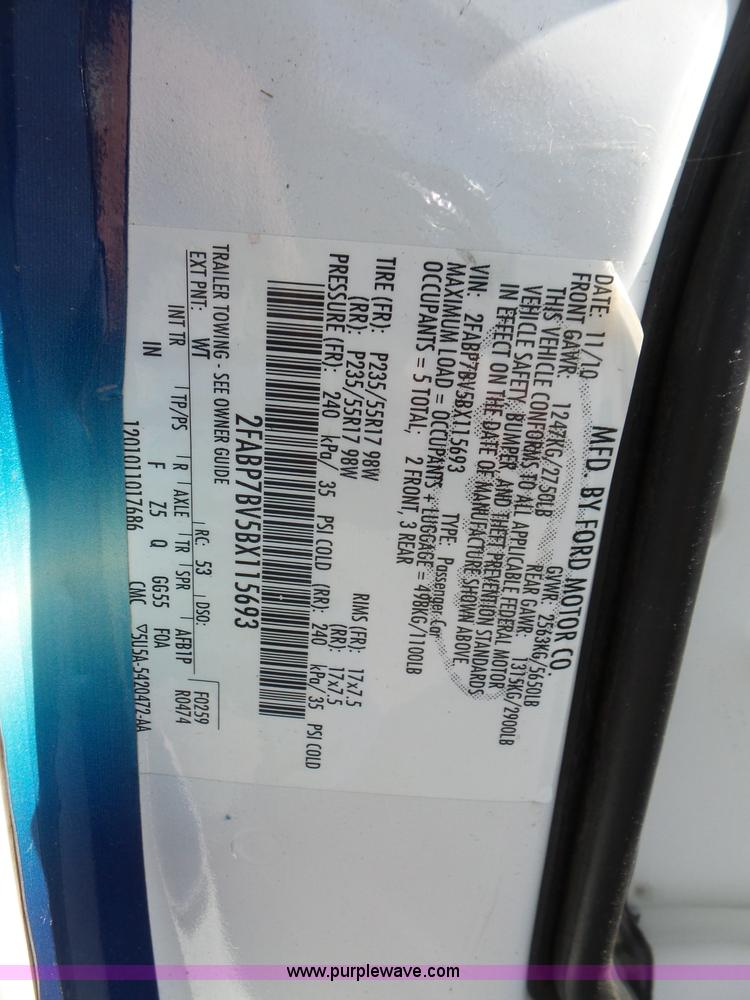 MFD. BY FORD MOTOR CO.
DATE: 11/10 GVWR: 2563KG/5650LB
FRONT GAWR: 1247KG/2750LB REAR GAWR: 1315KG/2900LB
THIS VEHICLE CONFORMS TO ALL APPLICABLE FEDERAL MOTOR
VEHICLE SAFETY, BUMPER, AND THEFT PREVENTION STANDARDS
IN EFFECT ON THE DATE OF MANUFACTURE SHOWN ABOVE.
VIN: 2FABP7BV5BX115693 TYPE: Passenger Car
MAXIMUM LOAD = OCCUPANTS + LUGGAGE = 498KG/1100LB
OCCUPANTS = 5 TOTAL; 2 FRONT, 3 REAR
TIRE (FR): P235/55R17 98W RIMS (FR): 17x7.5
(RR): P235/55R17 98W (RR): 17x7.5
PRESSURE (FR): 240 kPa/ 35 PSI COLD (RR): 240 kPa/35 PSI COLD
2FABP7BV5BX115693
TRAILER TOWING - SEE OWNER GUIDE
EXT PNT: WT RC: 53 DSO: F0259
INT TR TP/PS R AXLE TR SPR AFB1P R0474
IN F Z5 Q GG55 FOA
1201011017686 CMC ▽5U5A-5420472-AA
www.purplewave.com